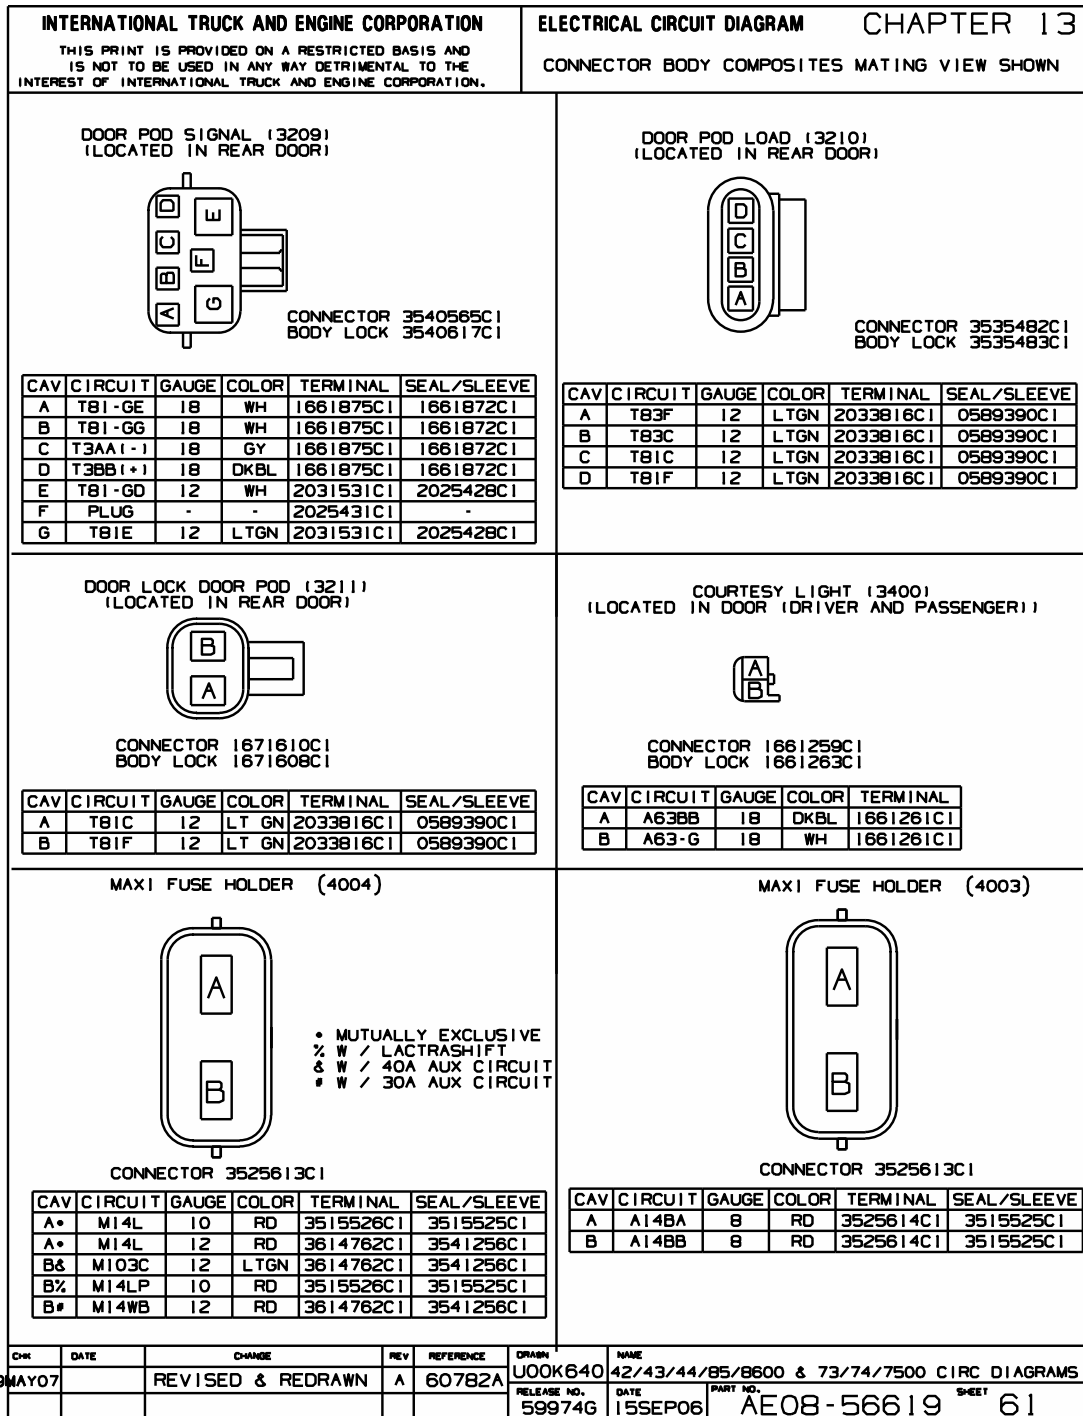 INTERNATIONAL TRUCK AND ENGINE CORPORATION
THIS PRINT IS PROVIDED ON A RESTRICTED BASIS AND
IS NOT TO BE USED IN ANY WAY DETRIMENTAL TO THE
INTEREST OF INTERNATIONAL TRUCK AND ENGINE CORPORATION.
ELECTRICAL CIRCUIT DIAGRAM CHAPTER 13
CONNECTOR BODY COMPOSITES MATING VIEW SHOWN
DOOR POD SIGNAL (3209)
(LOCATED IN REAR DOOR)
D E
C F
B
A G
CONNECTOR 3540565C1
BODY LOCK 3540617C1
CAV CIRCUIT GAUGE COLOR TERMINAL SEAL/SLEEVE
A T81-GE 18 WH 1661875C1 1661872C1
B T81-GG 18 WH 1661875C1 1661872C1
C T3AA(-) 18 GY 1661875C1 1661872C1
D T3BB(+) 18 DKBL 1661875C1 1661872C1
E T81-GD 12 WH 2031531C1 2025428C1
F PLUG - - 2025431C1 -
G T81E 12 LTGN 2031531C1 2025428C1
DOOR POD LOAD (3210)
(LOCATED IN REAR DOOR)
D
C
B
A
CONNECTOR 3535482C1
BODY LOCK 3535483C1
CAV CIRCUIT GAUGE COLOR TERMINAL SEAL/SLEEVE
A T83F 12 LTGN 2033816C1 0589390C1
B T83C 12 LTGN 2033816C1 0589390C1
C T81C 12 LTGN 2033816C1 0589390C1
D T81F 12 LTGN 2033816C1 0589390C1
DOOR LOCK DOOR POD (3211)
(LOCATED IN REAR DOOR)
B
A
CONNECTOR 1671610C1
BODY LOCK 1671608C1
CAV CIRCUIT GAUGE COLOR TERMINAL SEAL/SLEEVE
A T81C 12 LT GN 2033816C1 0589390C1
B T81F 12 LT GN 2033816C1 0589390C1
COURTESY LIGHT (3400)
(LOCATED IN DOOR (DRIVER AND PASSENGER))
A
B
CONNECTOR 1661259C1
BODY LOCK 1661263C1
CAV CIRCUIT GAUGE COLOR TERMINAL
A A63BB 18 DKBL 1661261C1
B A63-G 18 WH 1661261C1
MAXI FUSE HOLDER (4004)
A
B
• MUTUALLY EXCLUSIVE
% W / LACTRASHIFT
& W / 40A AUX CIRCUIT
# W / 30A AUX CIRCUIT
CONNECTOR 3525613C1
CAV CIRCUIT GAUGE COLOR TERMINAL SEAL/SLEEVE
A• M14L 10 RD 3515526C1 3515525C1
A• M14L 12 RD 3614762C1 3541256C1
B& M103C 12 LTGN 3614762C1 3541256C1
B% M14LP 10 RD 3515526C1 3515525C1
B# M14WB 12 RD 3614762C1 3541256C1
MAXI FUSE HOLDER (4003)
A
B
CONNECTOR 3525613C1
CAV CIRCUIT GAUGE COLOR TERMINAL SEAL/SLEEVE
A A14BA 8 RD 3525614C1 3515525C1
B A14BB 8 RD 3525614C1 3515525C1
CHK DATE CHANGE REV REFERENCE DRAWN NAME
MAY07 REVISED & REDRAWN A 60782A U00K640 42/43/44/85/8600 & 73/74/7500 CIRC DIAGRAMS
RELEASE NO. DATE PART NO. SHEET
59974G 15SEP06 AE08-56619 61